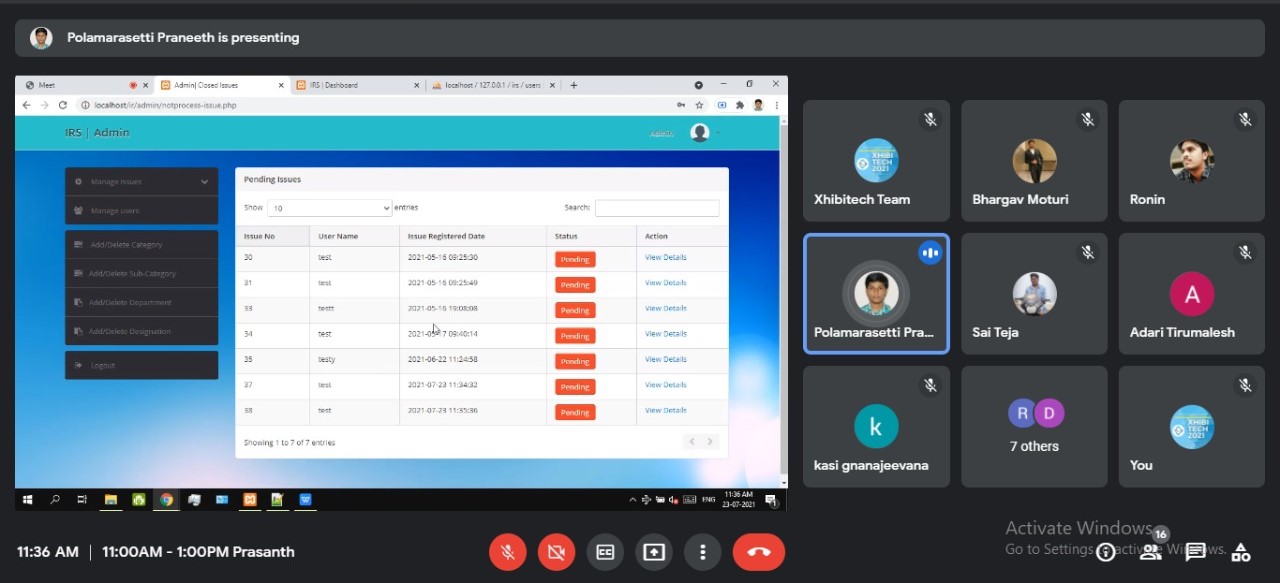 Polamarasetti Praneeth is presenting
Meet
Admin| Closed Issues
IRS | Dashboard
localhost / 127.0.0.1 / irs / users
localhost/ir/admin/notprocess-issue.php
IRS | Admin
Admin
Manage Issues
Manage users
Add/Delete Category
Add/Delete Sub-Category
Add/Delete Department
Add/Delete Designation
Logout
Pending Issues
Show 10 entries
Search:
Issue No User Name Issue Registered Date Status Action
30 test 2021-05-16 09:25:30 Pending View Details
31 test 2021-05-16 09:25:49 Pending View Details
33 testt 2021-05-16 19:08:08 Pending View Details
34 test 2021-05-17 09:40:14 Pending View Details
35 testy 2021-06-22 11:24:58 Pending View Details
37 test 2021-07-23 11:34:32 Pending View Details
38 test 2021-07-23 11:35:36 Pending View Details
Showing 1 to 7 of 7 entries
ENG
11:36 AM
23-07-2021
XHIBI
TECH
2021
Xhibitech Team
Bhargav Moturi
Ronin
Polamarasetti Pra...
Sai Teja
A
Adari Tirumalesh
k
kasi gnanajeevana
R D
7 others
XHIBI
TECH
2021
You
11:36 AM | 11:00AM - 1:00PM Prasanth
CC
Activate Windows
Go to Settings to activate Windows.
16